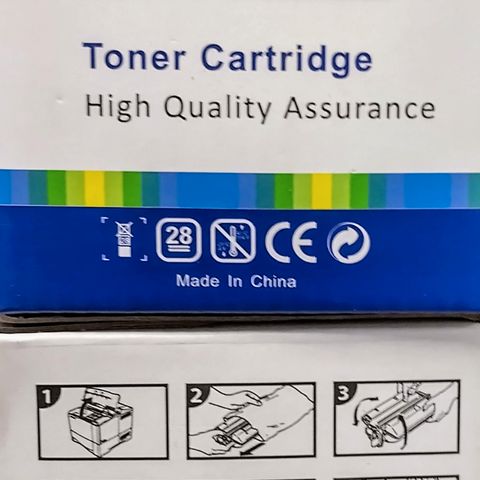 Toner Cartridge
High Quality Assurance
28 CE
Made In China
1 2 3